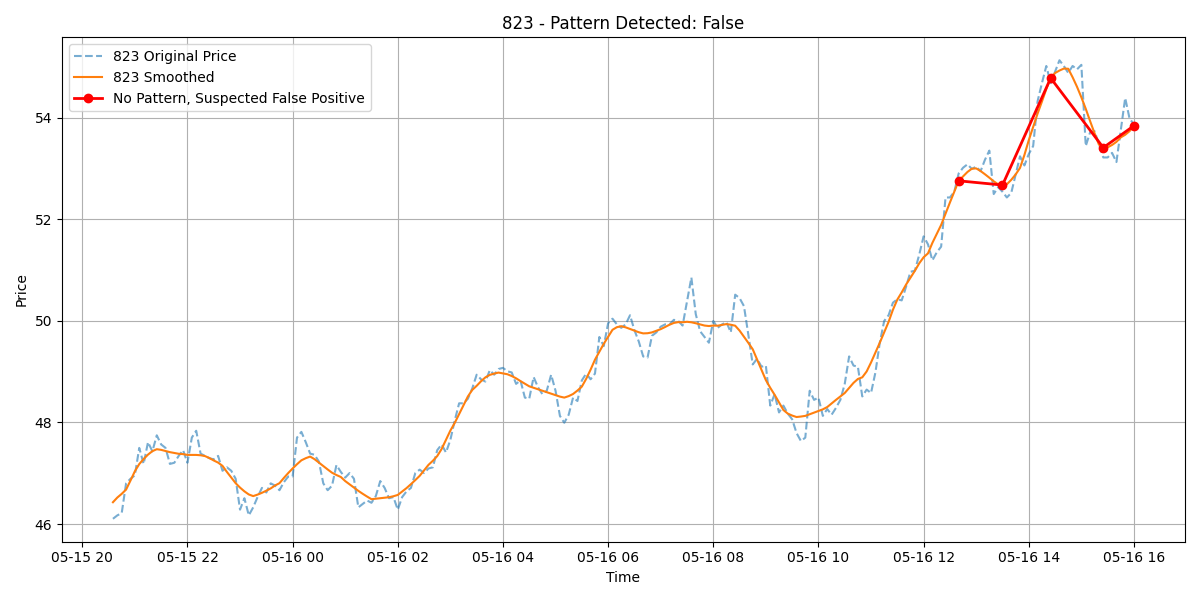 823 - Pattern Detected: False
823 Original Price
823 Smoothed
No Pattern, Suspected False Positive
Price
54
52
50
48
46
05-15 20 05-15 22 05-16 00 05-16 02 05-16 04 05-16 06 05-16 08 05-16 10 05-16 12 05-16 14 05-16 16
Time